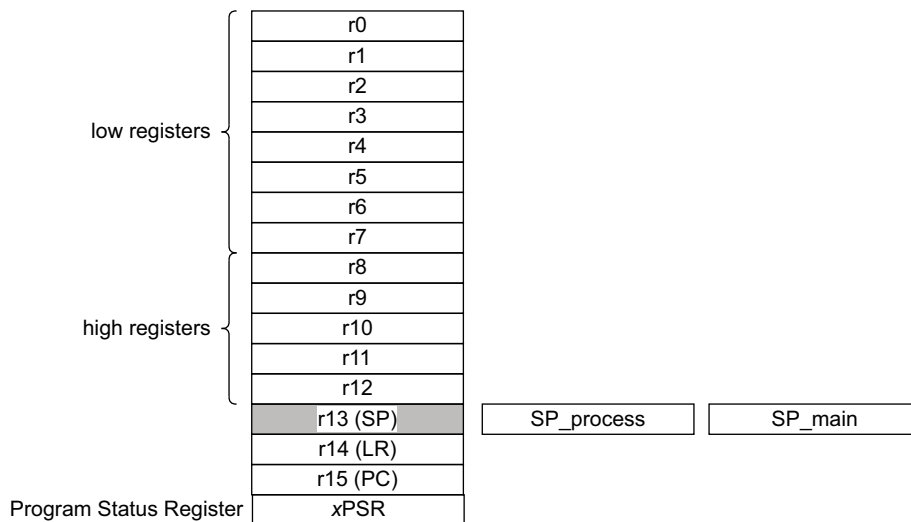 r0
r1
r2
r3
low registers
r4
r5
r6
r7
r8
r9
high registers
r10
r11
r12
r13 (SP)
SP_process
SP_main
r14 (LR)
r15 (PC)
Program Status Register
xPSR